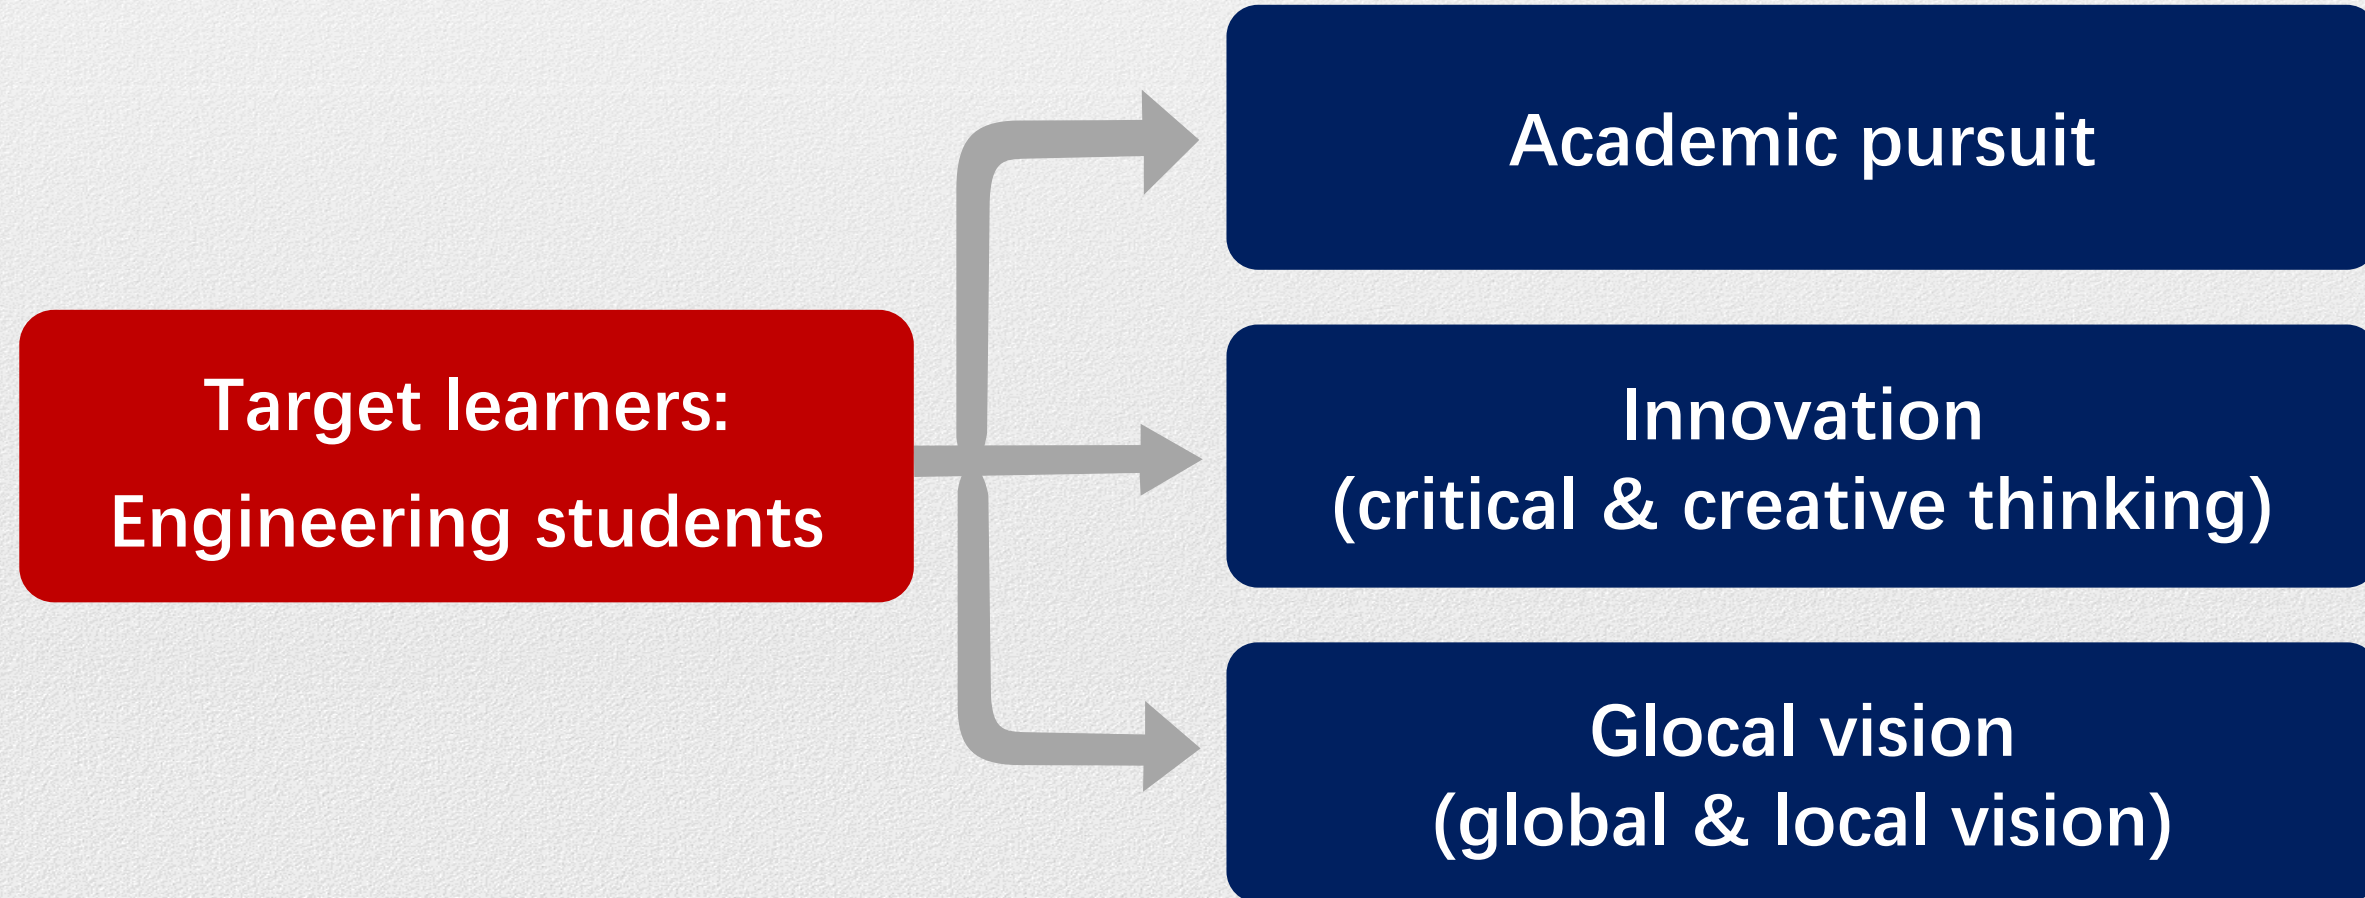 Academic pursuit
Target learners:
Engineering students
Innovation
(critical & creative thinking)
Glocal vision
(global & local vision)